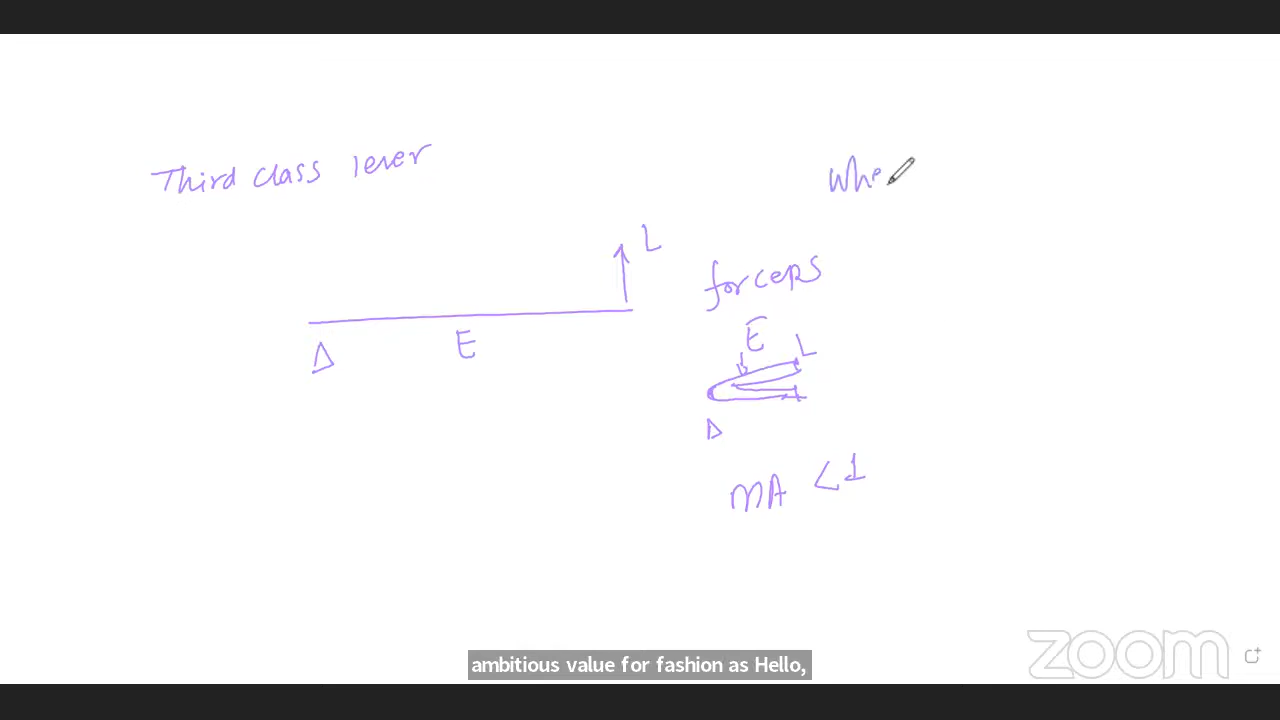 Third class lever
Whe
L
forceps
E
E
L
MA < 1
ambitious value for fashion as Hello,
zoom